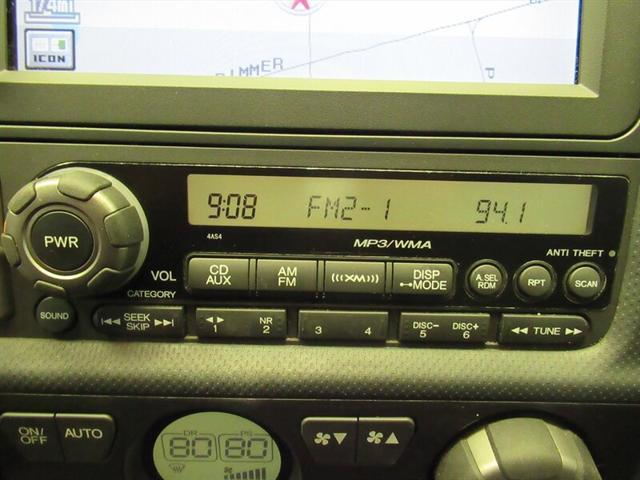 1.74mi
ICON
DIMMER
P
9:08 FM2-1 94.1
4AS4
MP3/WMA
ANTI THEFT
PWR
VOL
CATEGORY
CD AUX
AM FM
(((XM)))
DISP MODE
A.SEL RDM
RPT
SCAN
SOUND
SEEK SKIP
1
NR 2
3 4
DISC- 5
DISC+ 6
TUNE
ON/ OFF
AUTO
DR PS
80 80